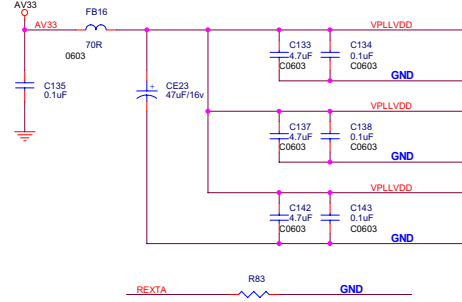 AV33
FB16
AV33
VPLLVDD
70R
0603
C133
4.7uF
C0603
C134
0.1uF
C0603
GND
C135
0.1uF
CE23
47uF/16v
+
VPLLVDD
C137
4.7uF
C0603
C138
0.1uF
C0603
GND
VPLLVDD
C142
4.7uF
C0603
C143
0.1uF
C0603
GND
R83
REXTA
GND